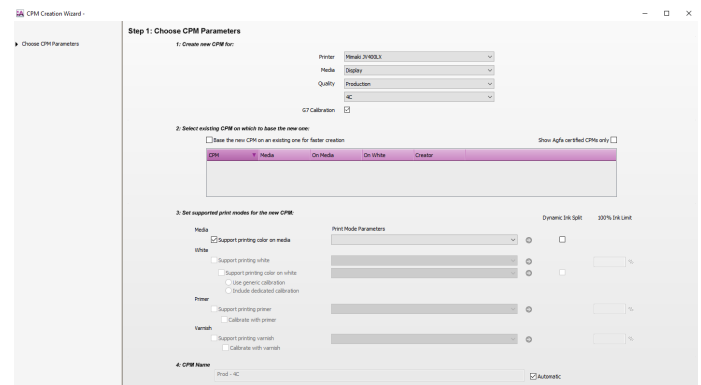 CPM Creation Wizard -
Step 1: Choose CPM Parameters
Choose CPM Parameters
1: Create new CPM for:
Printer Mimaki JV400LX
Media Display
Quality Production
4C
G7 Calibration
2: Select existing CPM on which to base the new one:
Base the new CPM on an existing one for faster creation Show Agfa certified CPMs only
CPM Media On Media On White Creator
3: Set supported print modes for the new CPM:
Dynamic Ink Split 100% Ink Limit
Media Print Mode Parameters
Support printing color on media
White
Support printing white %
Support printing color on white
Use generic calibration
Include dedicated calibration
Primer
Support printing primer %
Calibrate with primer
Varnish
Support printing varnish %
Calibrate with varnish
4: CPM Name
Prod - 4C Automatic